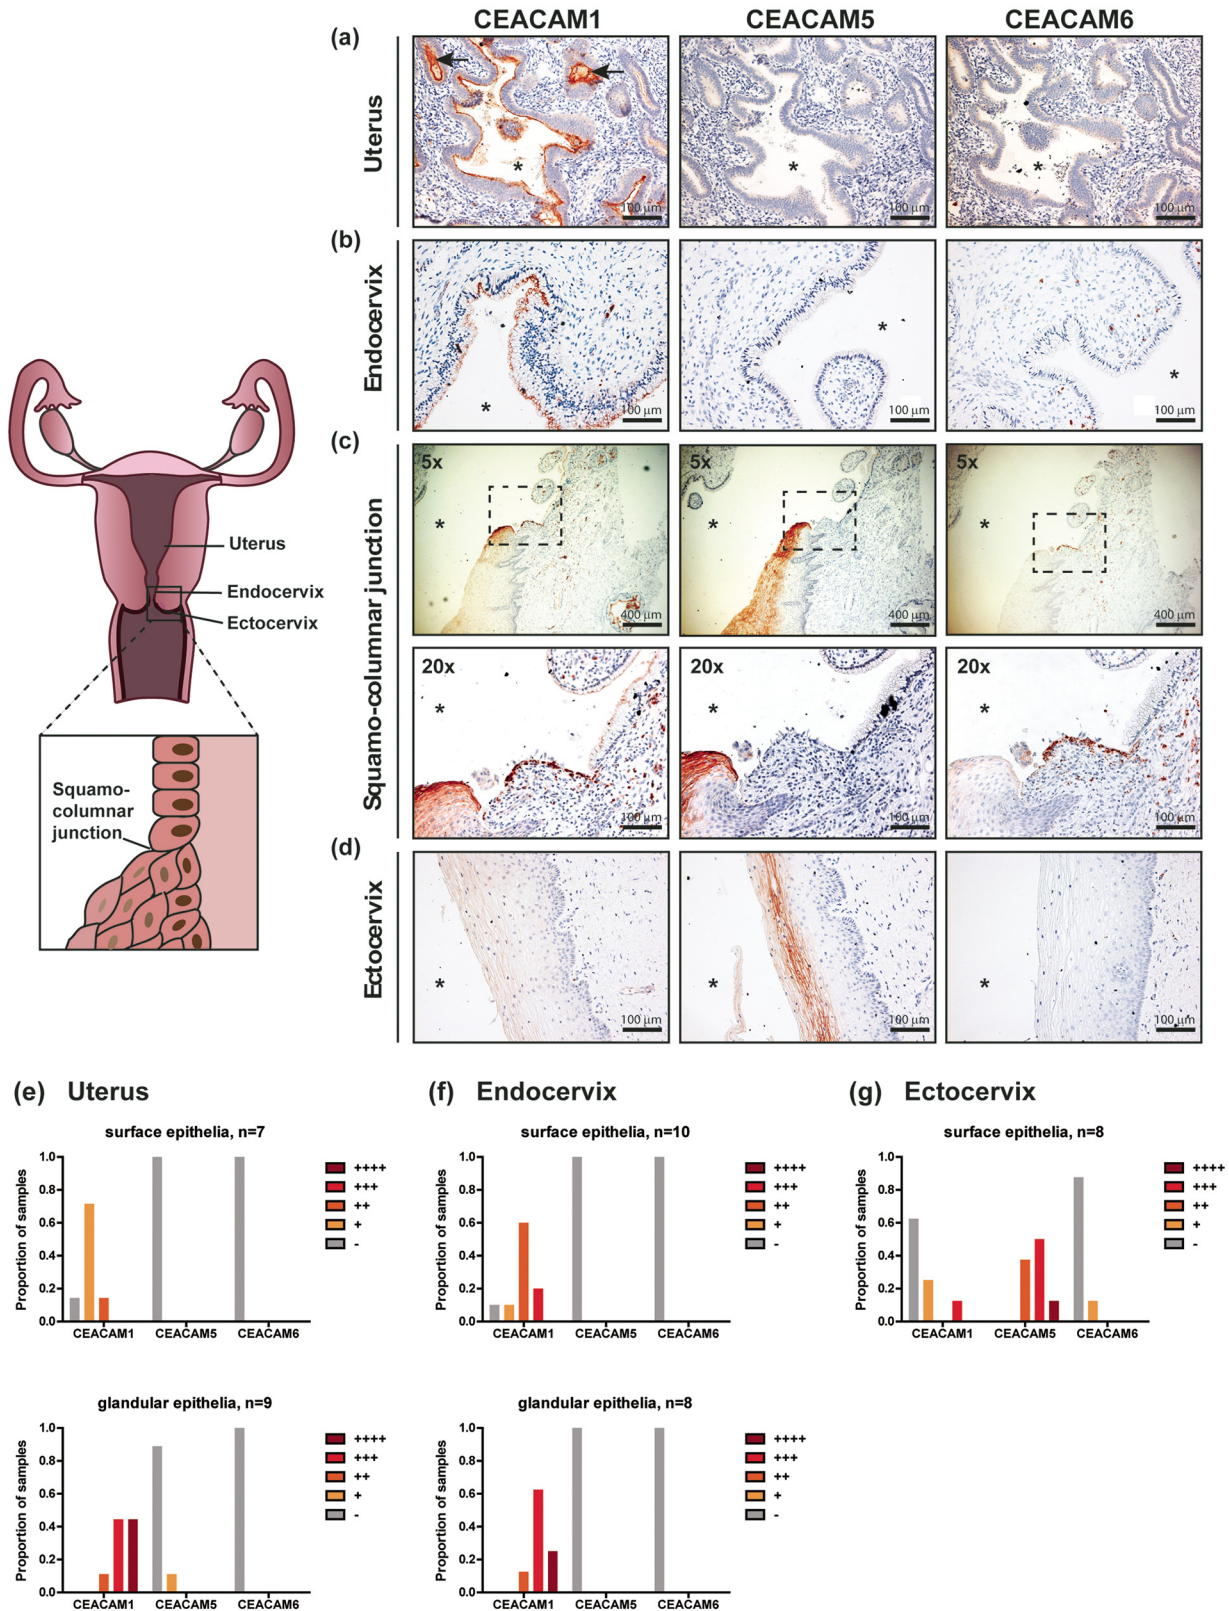 CEACAM1 CEACAM5 CEACAM6
(a)
Uterus
*
100 µm
*
100 µm
*
100 µm
(b)
Endocervix
*
100 µm
*
100 µm
*
100 µm
(c)
Squamo-columnar junction
5x
*
400 µm
5x
*
400 µm
5x
*
400 µm
20x
*
100 µm
20x
*
100 µm
20x
*
100 µm
(d)
Ectocervix
*
100 µm
*
100 µm
*
100 µm
Uterus
Endocervix
Ectocervix
Squamo-
columnar
junction
(e) Uterus
surface epithelia, n=7
Proportion of samples
1.0
0.8
0.6
0.4
0.2
0.0
CEACAM1 CEACAM5 CEACAM6
++++
+++
++
+
-
glandular epithelia, n=9
Proportion of samples
1.0
0.8
0.6
0.4
0.2
0.0
CEACAM1 CEACAM5 CEACAM6
++++
+++
++
+
-
(f) Endocervix
surface epithelia, n=10
Proportion of samples
1.0
0.8
0.6
0.4
0.2
0.0
CEACAM1 CEACAM5 CEACAM6
++++
+++
++
+
-
glandular epithelia, n=8
Proportion of samples
1.0
0.8
0.6
0.4
0.2
0.0
CEACAM1 CEACAM5 CEACAM6
++++
+++
++
+
-
(g) Ectocervix
surface epithelia, n=8
Proportion of samples
1.0
0.8
0.6
0.4
0.2
0.0
CEACAM1 CEACAM5 CEACAM6
++++
+++
++
+
-